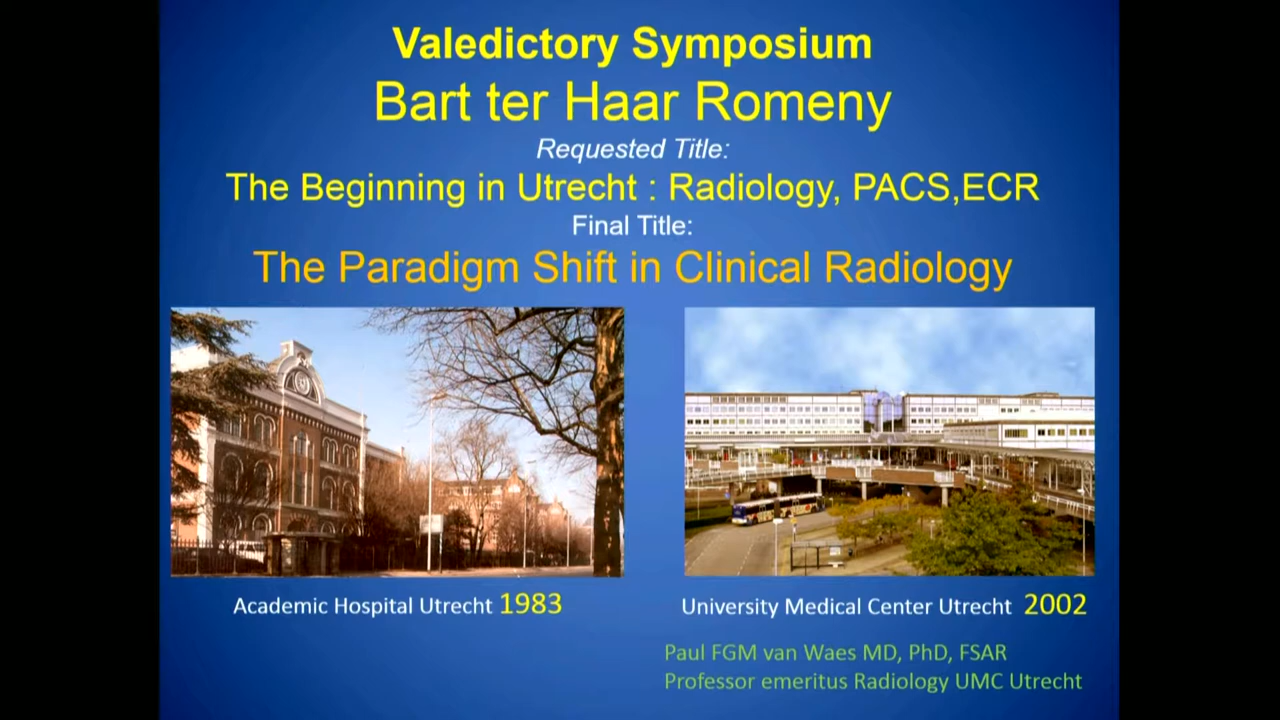 Valedictory Symposium
Bart ter Haar Romeny
Requested Title:
The Beginning in Utrecht : Radiology, PACS,ECR
Final Title:
The Paradigm Shift in Clinical Radiology
Academic Hospital Utrecht 1983
University Medical Center Utrecht 2002
Paul FGM van Waes MD, PhD, FSAR
Professor emeritus Radiology UMC Utrecht